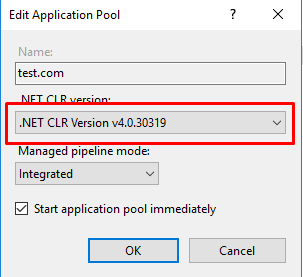 Edit Application Pool
Name:
test.com
.NET CLR version:
.NET CLR Version v4.0.30319
Managed pipeline mode:
Integrated
Start application pool immediately
OK
Cancel